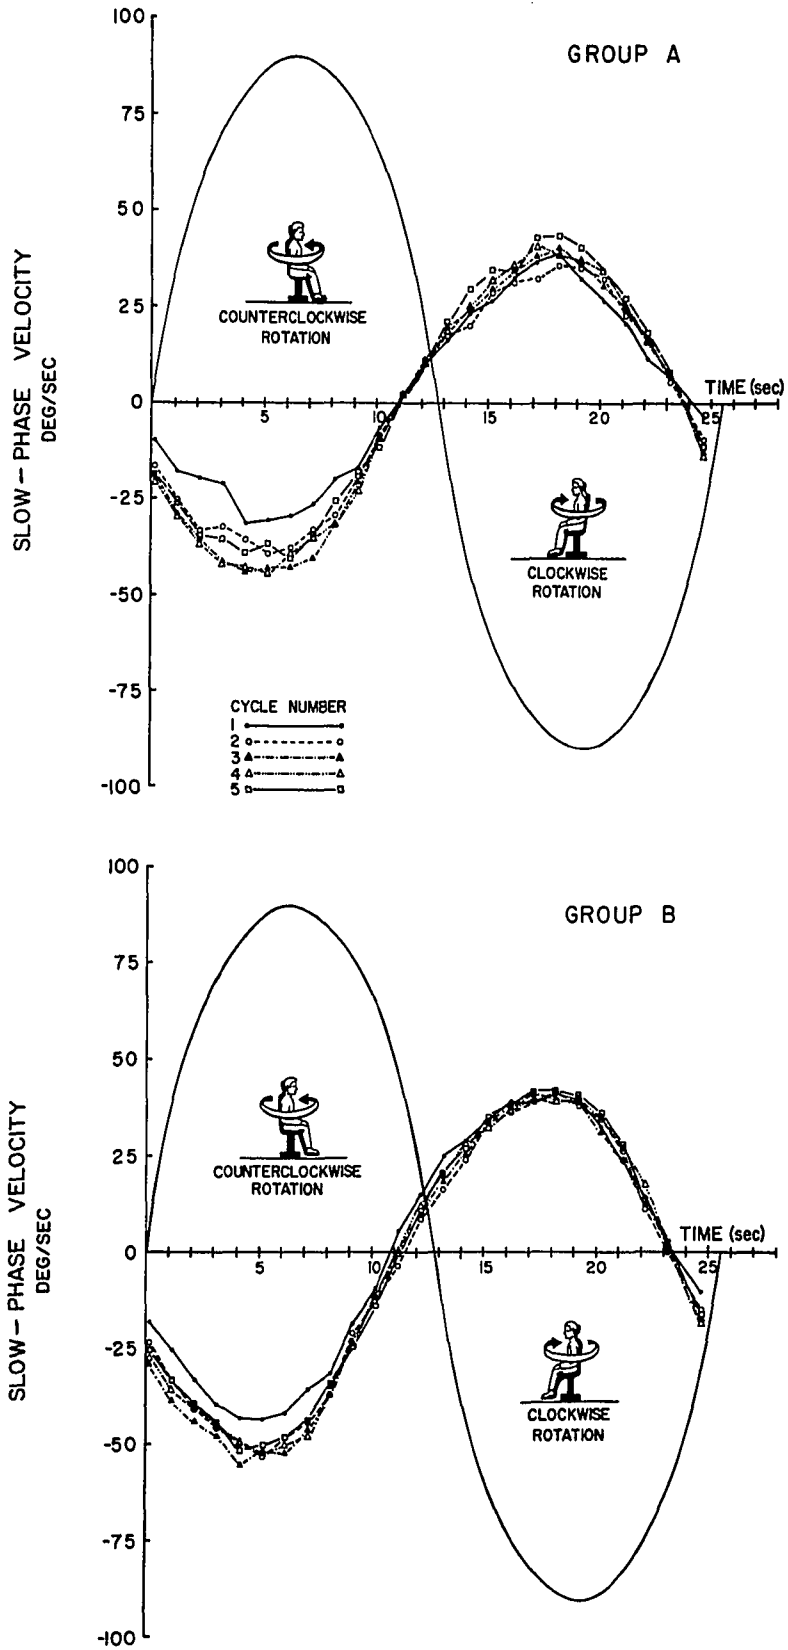 GROUP A
SLOW-PHASE VELOCITY
DEG/SEC
100
75
50
25
0
-25
-50
-75
-100
COUNTERCLOCKWISE
ROTATION
TIME (sec)
5
10
15
20
25
CLOCKWISE
ROTATION
CYCLE NUMBER
1
2
3
4
5
GROUP B
SLOW-PHASE VELOCITY
DEG/SEC
100
75
50
25
0
-25
-50
-75
-100
COUNTERCLOCKWISE
ROTATION
TIME (sec)
5
10
15
20
25
CLOCKWISE
ROTATION